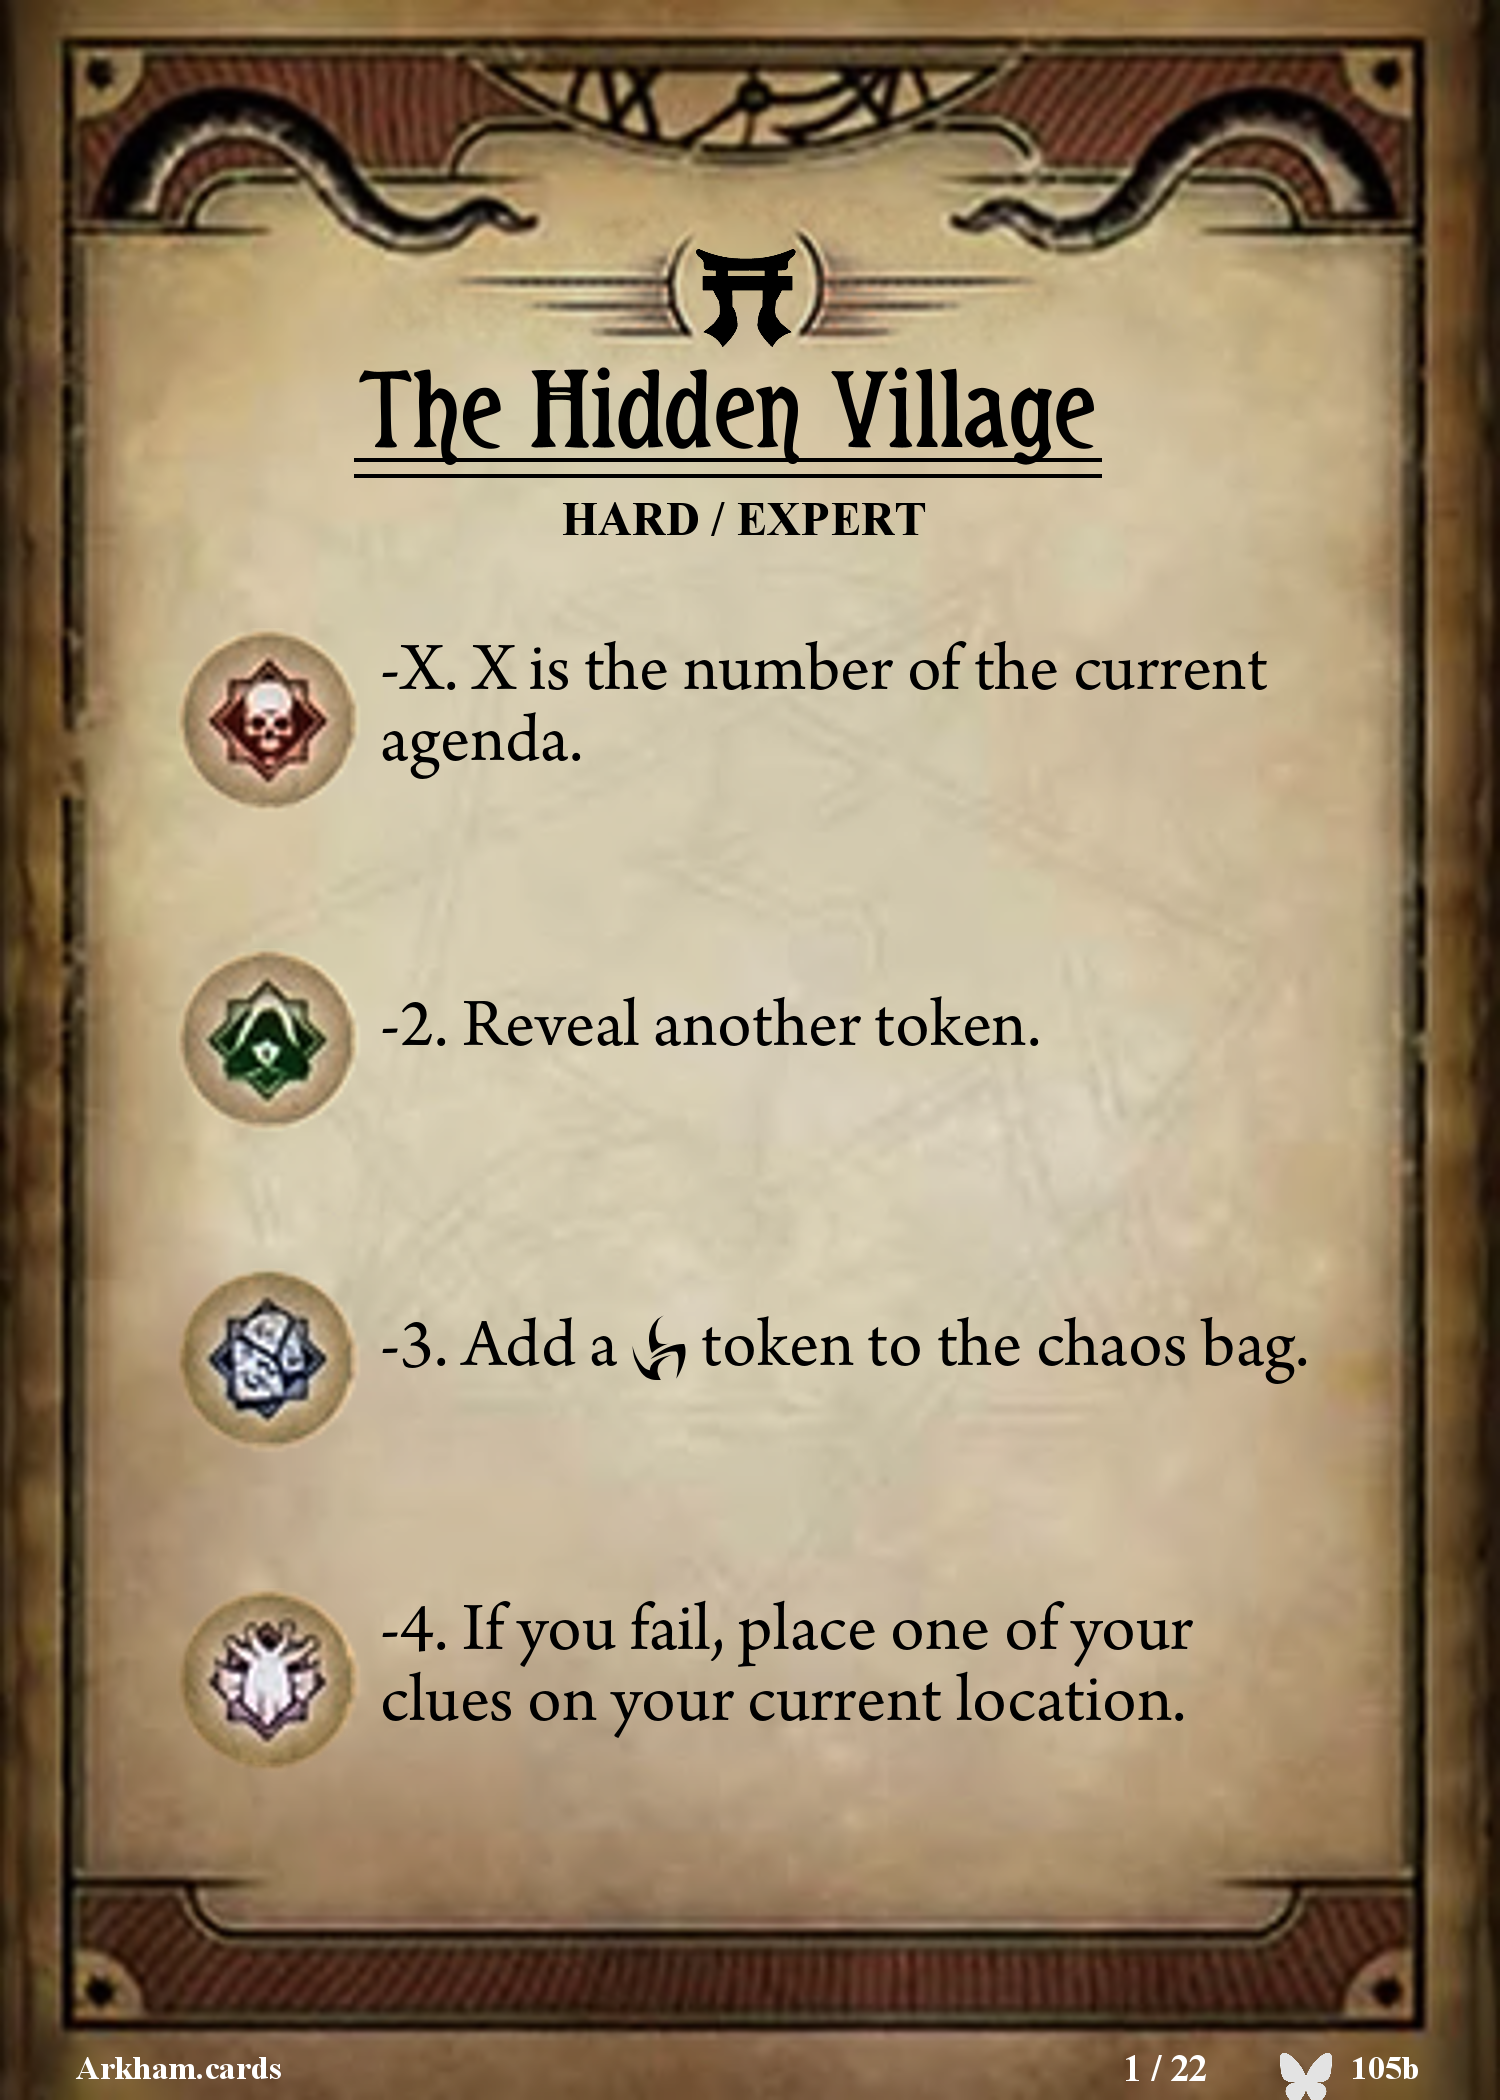 The Hidden Village
HARD / EXPERT
-X. X is the number of the current
agenda.
-2. Reveal another token.
-3. Add a token to the chaos bag.
-4. If you fail, place one of your
clues on your current location.
Arkham.cards
1 / 22
105b